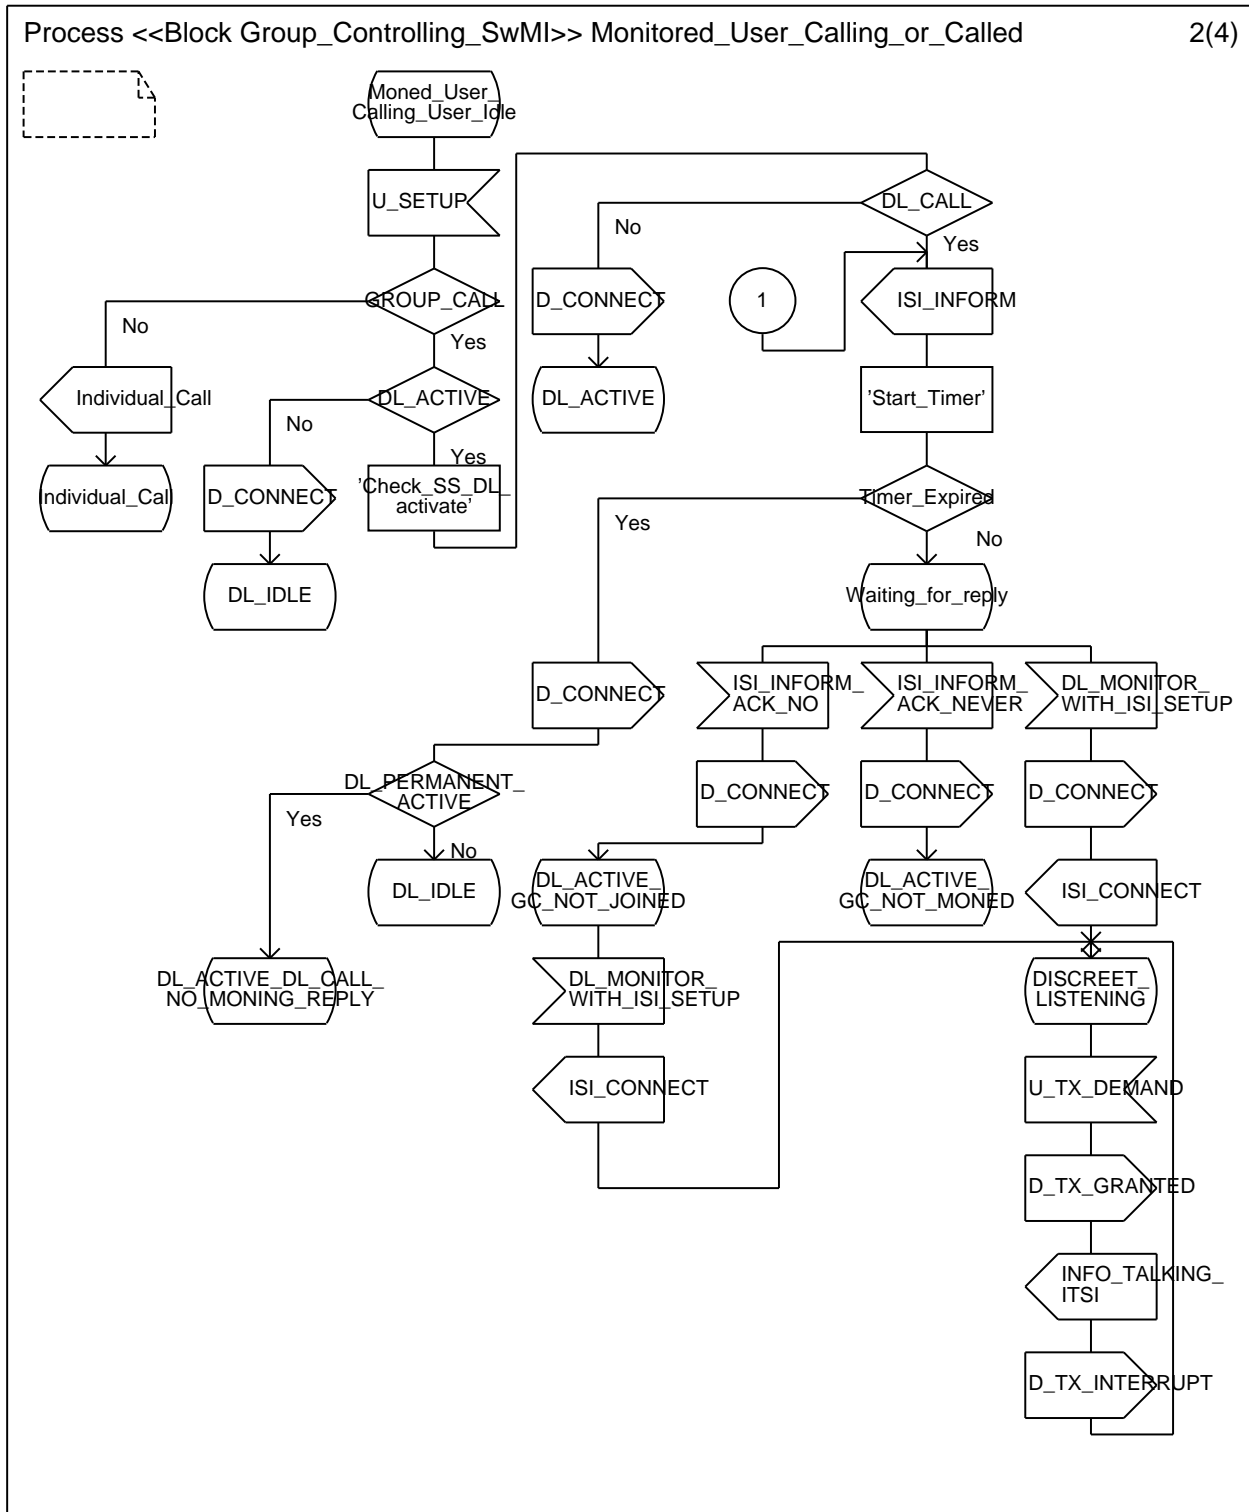 Process <<Block Group_Controlling_SwMI>> Monitored_User_Calling_or_Called 2(4)
Moned_User_
Calling_User_Idle
U_SETUP
DL_CALL
No
Yes
GROUP_CALL
D_CONNECT
1
ISI_INFORM
No
Yes
Individual_Call
DL_ACTIVE
DL_ACTIVE
'Start_Timer'
No
Yes
Individual_Call
D_CONNECT
'Check_SS_DL_
activate'
Timer_Expired
Yes
No
DL_IDLE
Waiting_for_reply
D_CONNECT
ISI_INFORM_
ACK_NO
ISI_INFORM_
ACK_NEVER
DL_MONITOR_
WITH_ISI_SETUP
DL_PERMANENT_
ACTIVE
D_CONNECT
D_CONNECT
D_CONNECT
Yes
No
DL_IDLE
DL_ACTIVE_
GC_NOT_JOINED
DL_ACTIVE_
GC_NOT_MONED
ISI_CONNECT
DL_ACTIVE_DL_CALL_
NO_MONING_REPLY
DL_MONITOR_
WITH_ISI_SETUP
DISCREET_
LISTENING
ISI_CONNECT
U_TX_DEMAND
D_TX_GRANTED
INFO_TALKING_
ITSI
D_TX_INTERRUPT